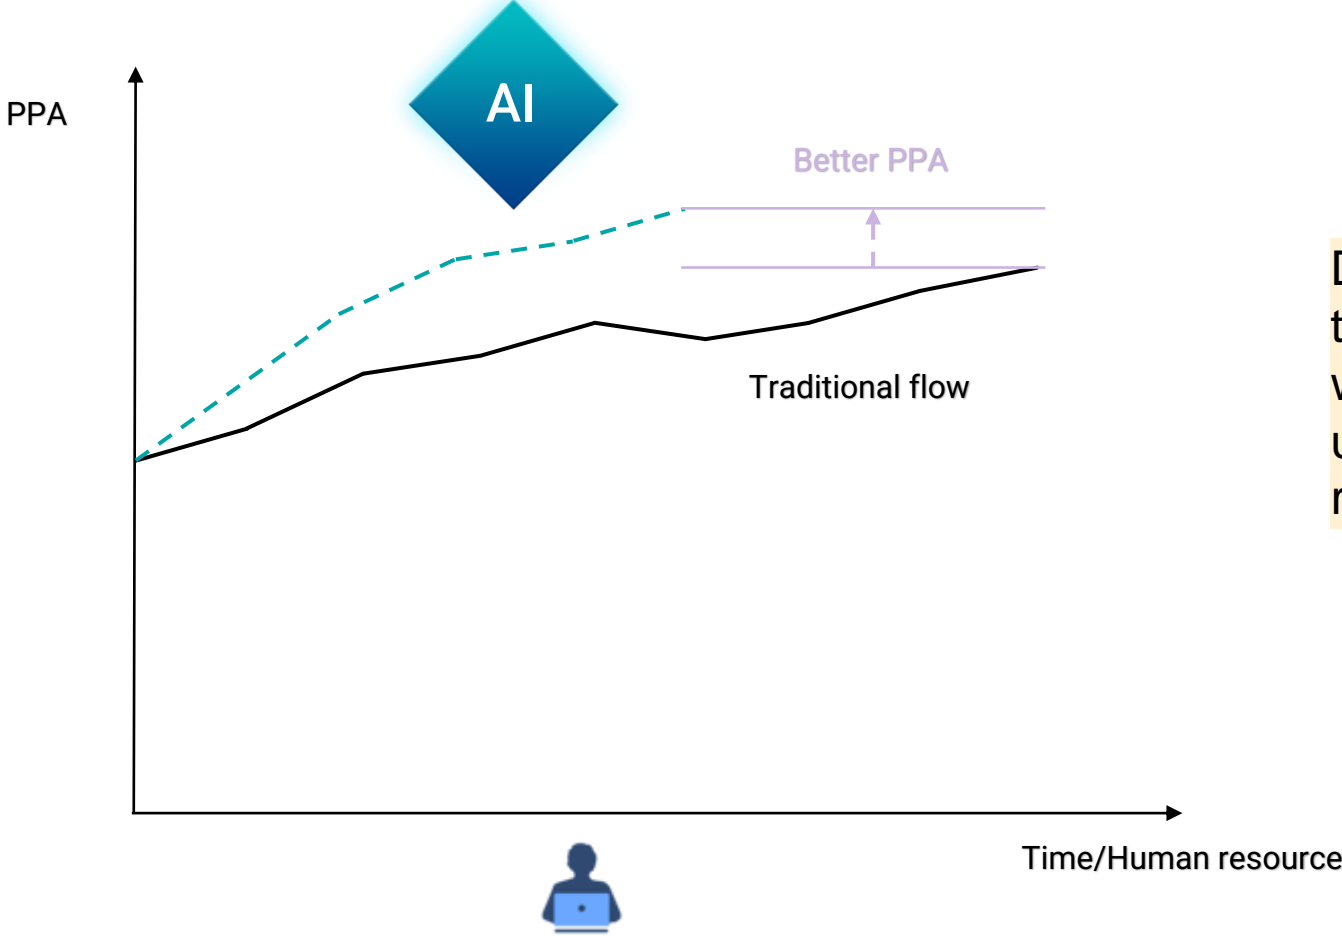 AI
PPA
Better PPA
Traditional flow
Time/Human resource